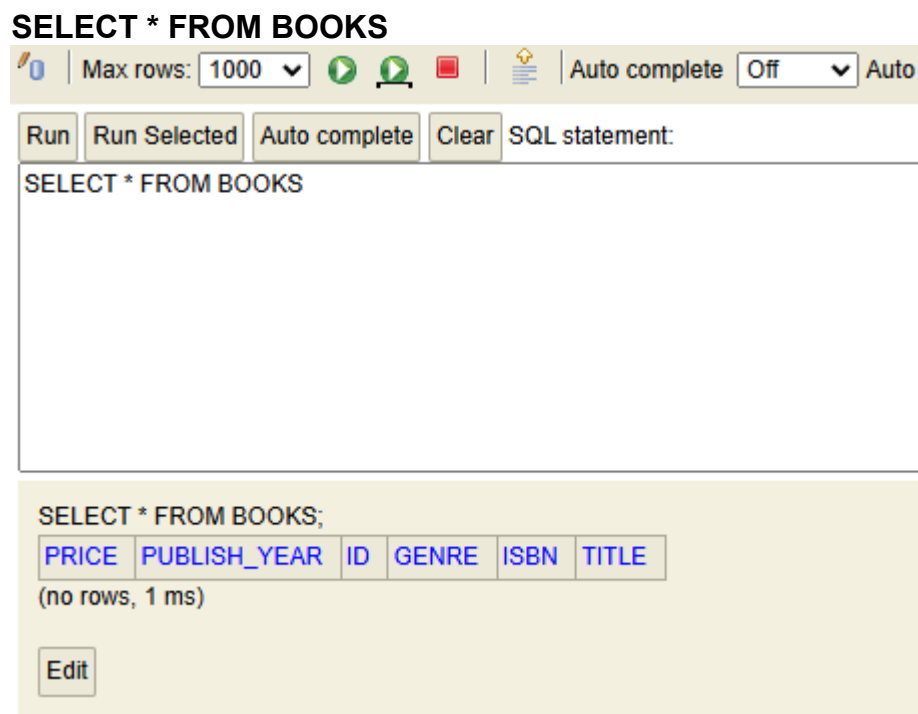 SELECT * FROM BOOKS
Max rows: 1000 Auto complete Off Auto
Run Run Selected Auto complete Clear SQL statement:
SELECT * FROM BOOKS
SELECT * FROM BOOKS;
PRICE PUBLISH_YEAR ID GENRE ISBN TITLE
(no rows, 1 ms)
Edit